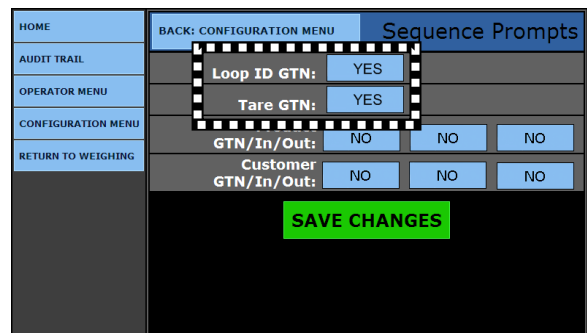 HOME
BACK: CONFIGURATION MENU
Sequence Prompts
AUDIT TRAIL
Loop ID GTN: YES
OPERATOR MENU
Tare GTN: YES
CONFIGURATION MENU
GTN/In/Out: NO NO NO
RETURN TO WEIGHING
Customer
GTN/In/Out: NO NO NO
SAVE CHANGES